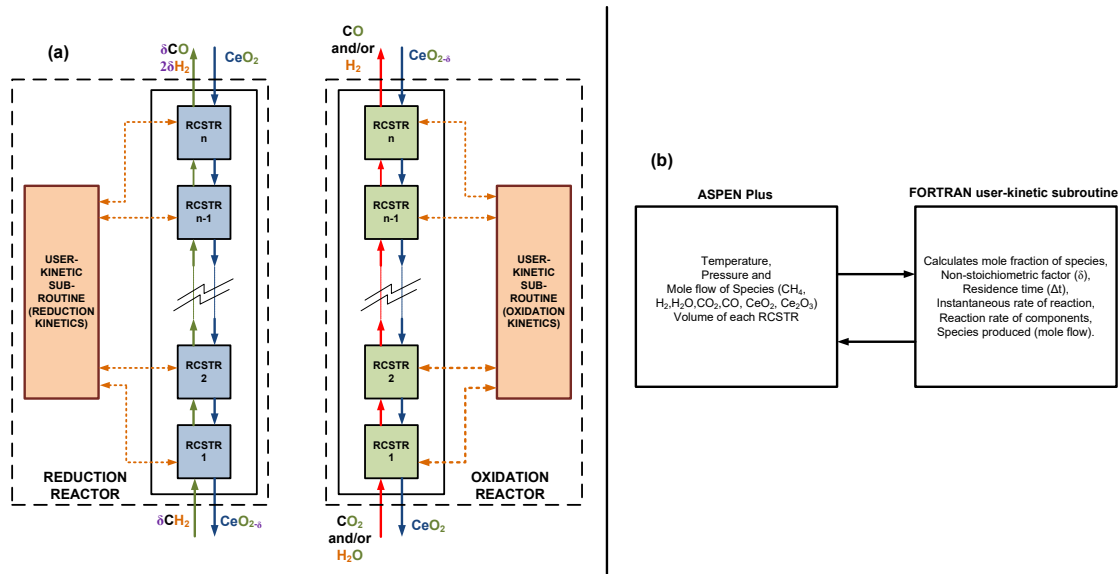 (a)
δCO
2δH₂
CeO₂
RCSTR
n
RCSTR
n-1
RCSTR
2
RCSTR
1
USER-
KINETIC
SUB-
ROUTINE
(REDUCTION
KINETICS)
REDUCTION
REACTOR
δCH₂
CeO₂₋δ
CO
and/or
H₂
CeO₂₋δ
RCSTR
n
RCSTR
n-1
RCSTR
2
RCSTR
1
USER-
KINETIC
SUB-
ROUTINE
(OXIDATION
KINETICS)
OXIDATION
REACTOR
CO₂
and/or
H₂O
CeO₂
(b)
ASPEN Plus
Temperature,
Pressure and
Mole flow of Species (CH₄,
H₂,H₂O,CO₂,CO, CeO₂, Ce₂O₃)
Volume of each RCSTR
FORTRAN user-kinetic subroutine
Calculates mole fraction of species,
Non-stoichiometric factor (δ),
Residence time (Δt),
Instantaneous rate of reaction,
Reaction rate of components,
Species produced (mole flow).